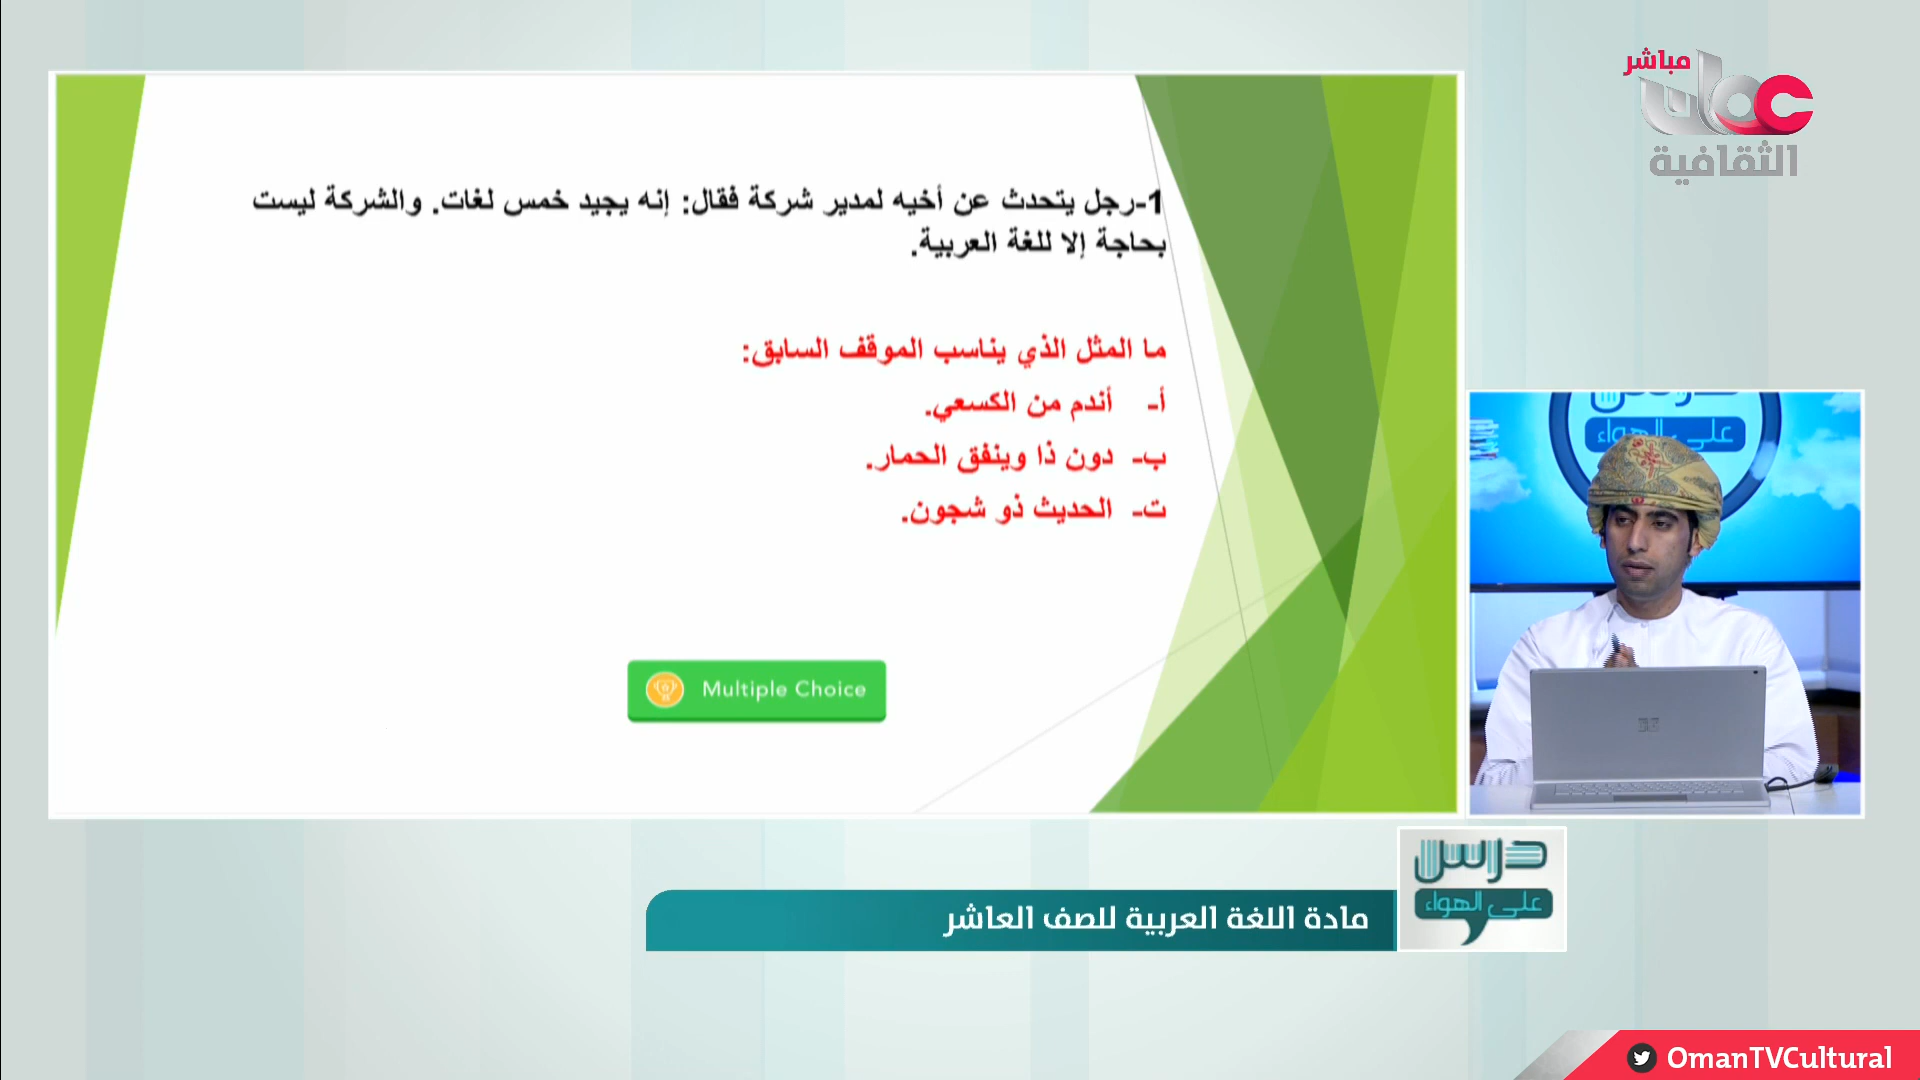 مباشر
عمان
الثقافية
1-رجل يتحدث عن أخيه لمدير شركة فقال: إنه يجيد خمس لغات. والشركة ليست
بحاجة إلا للغة العربية.
ما المثل الذي يناسب الموقف السابق:
أ- أندم من الكسعي.
ب- دون ذا وينفق الحمار.
ت- الحديث ذو شجون.
Multiple Choice
على الهواء
درس
على الهواء
مادة اللغة العربية للصف العاشر
OmanTVCultural